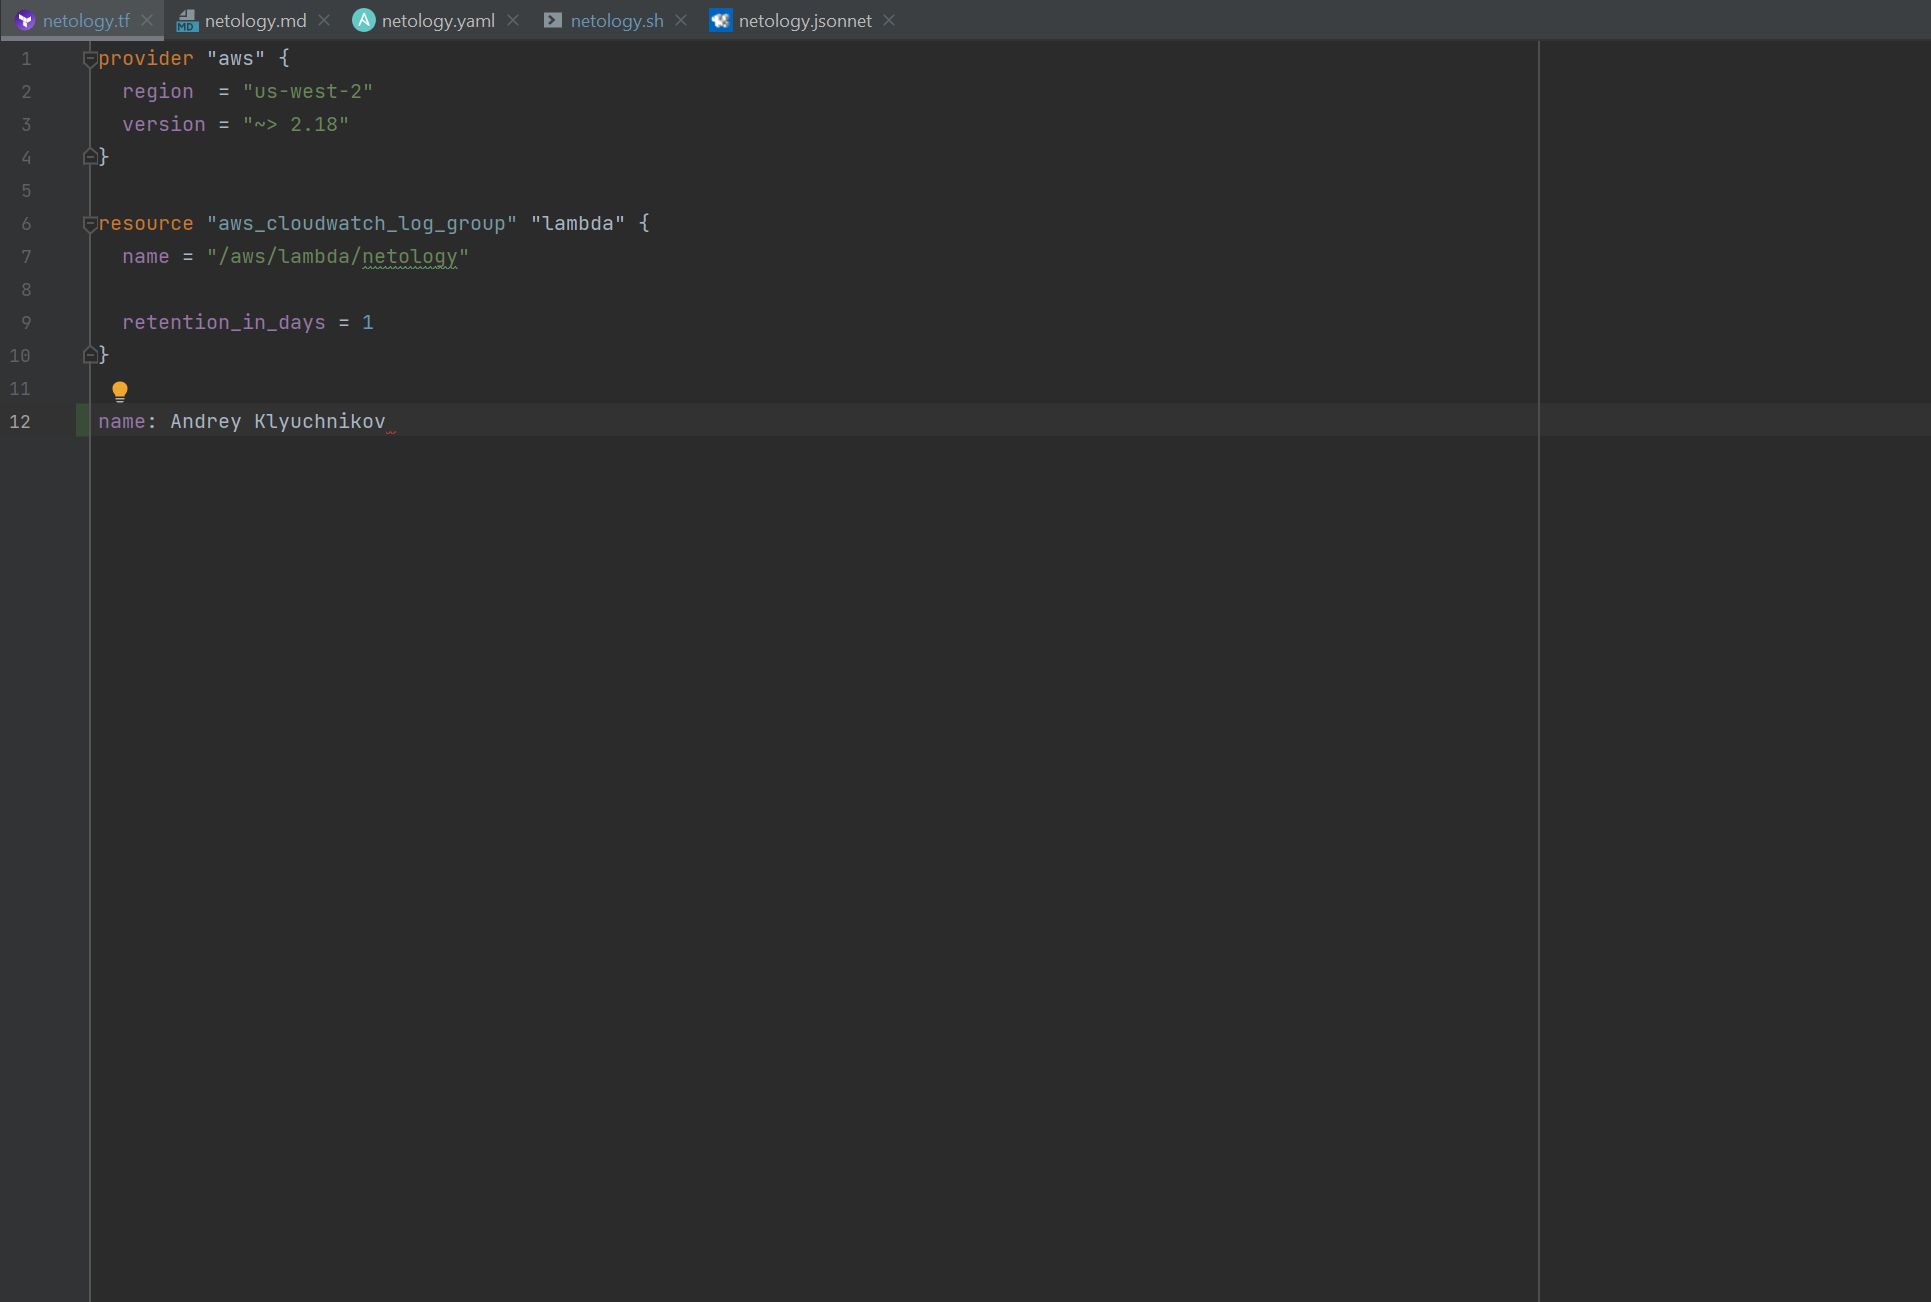 netology.tf netology.md netology.yaml netology.sh netology.jsonnet
1 provider "aws" {
2   region  = "us-west-2"
3   version = "~> 2.18"
4 }
5
6 resource "aws_cloudwatch_log_group" "lambda" {
7   name = "/aws/lambda/netology"
8
9   retention_in_days = 1
10 }
11
12 name: Andrey Klyuchnikov